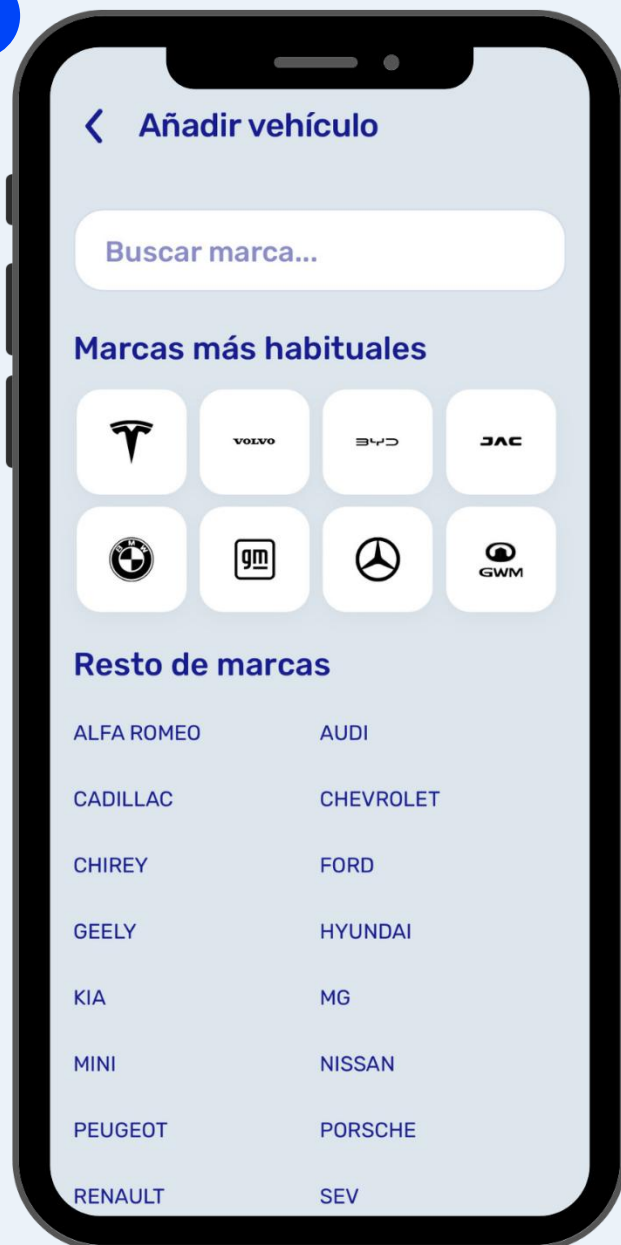 Añadir vehículo
Buscar marca...
Marcas más habituales
VOLVO BYD JAC
BMW gm GWM
Resto de marcas
ALFA ROMEO AUDI
CADILLAC CHEVROLET
CHIREY FORD
GEELY HYUNDAI
KIA MG
MINI NISSAN
PEUGEOT PORSCHE
RENAULT SEV